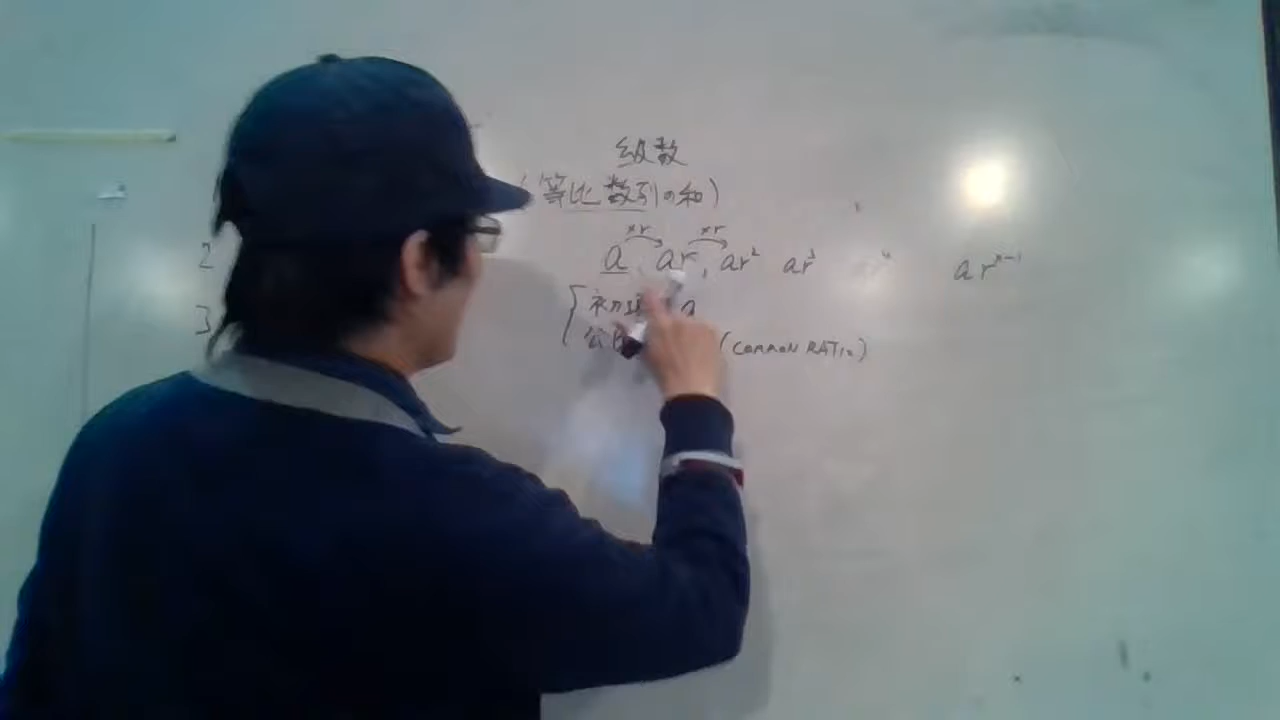 級数
(等比数列の和)
×r ×r
a, ar, ar² ar³ arⁿ⁻¹
初項 a
公比 (COMMON RATIO)
2
3